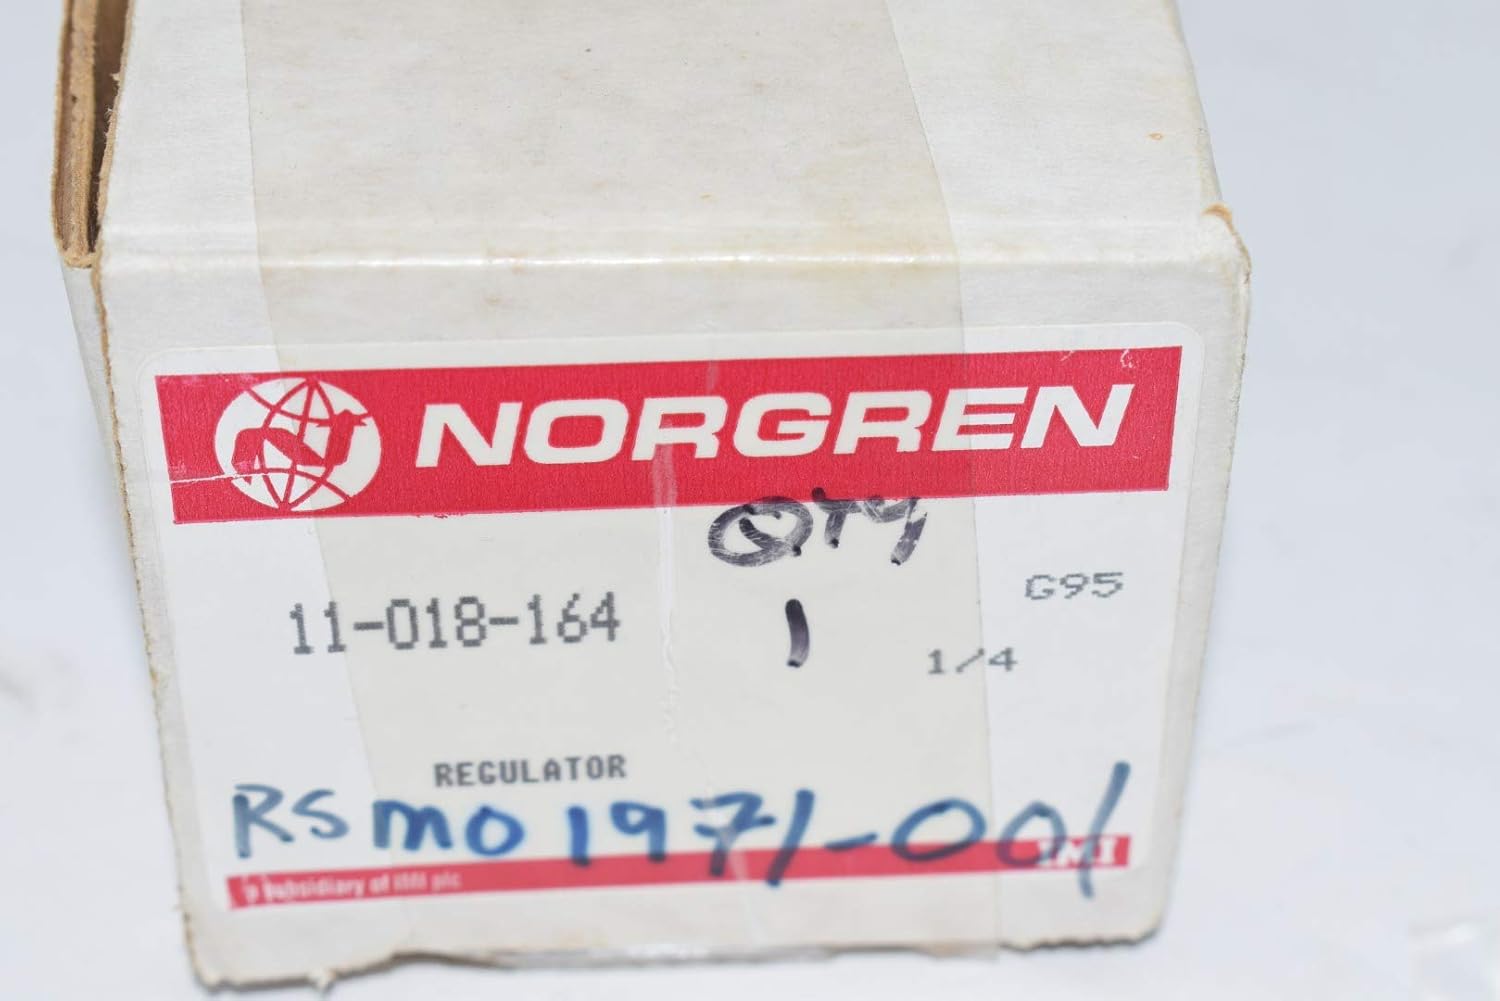 NORGREN
QTY
11-018-164
1
G95
1/4
REGULATOR
RSM01971-001
IMI
a subsidiary of IMI plc